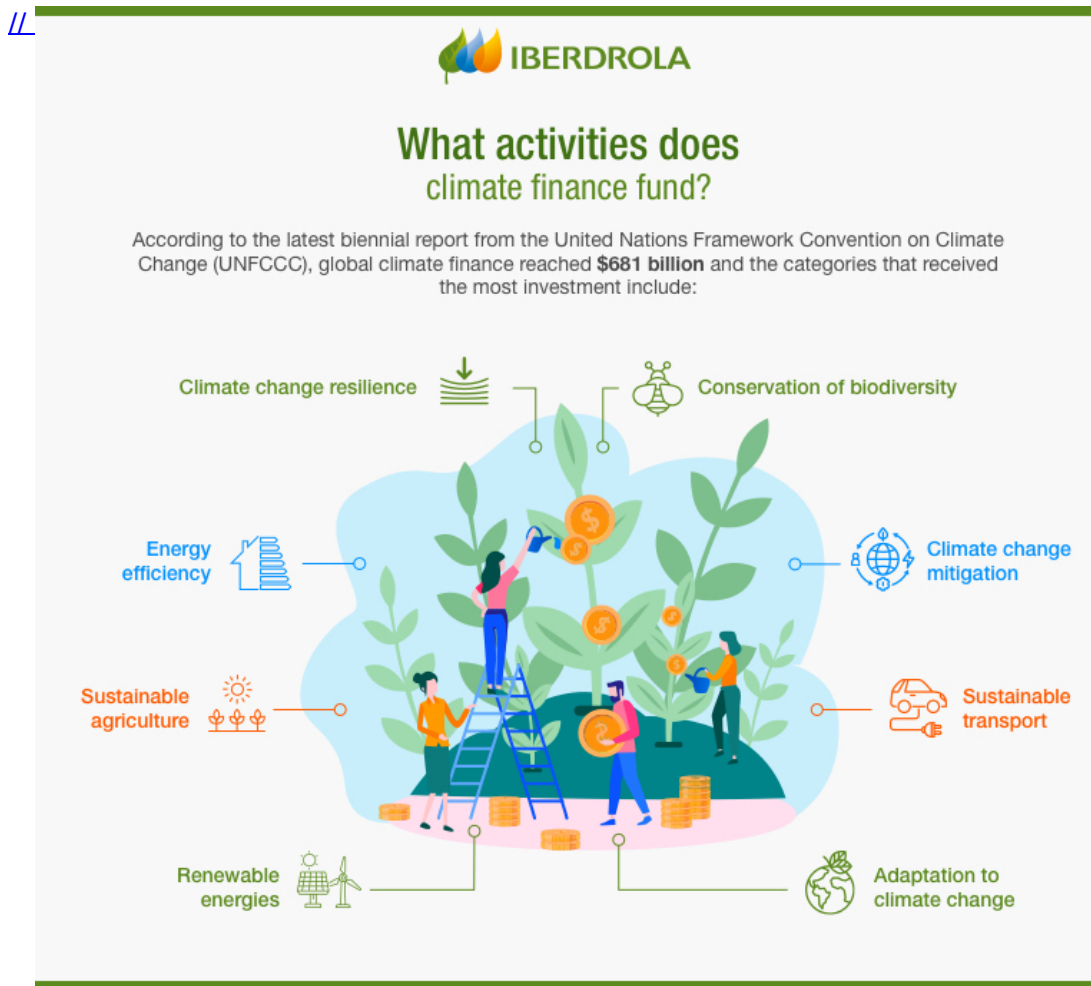 //
IBERDROLA
What activities does
climate finance fund?
According to the latest biennial report from the United Nations Framework Convention on Climate
Change (UNFCCC), global climate finance reached $681 billion and the categories that received
the most investment include:
Climate change resilience
Conservation of biodiversity
Energy
efficiency
Climate change
mitigation
Sustainable
agriculture
Sustainable
transport
Renewable
energies
Adaptation to
climate change